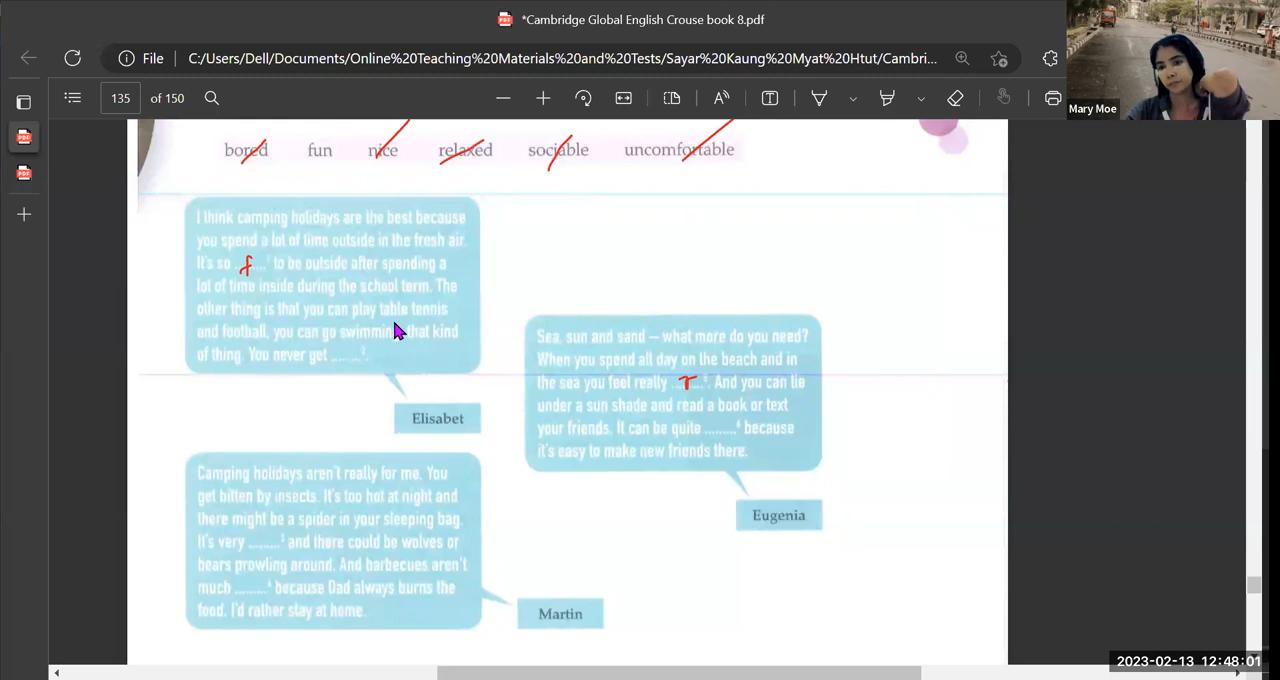 *Cambridge Global English Crouse book 8.pdf
File | C:/Users/Dell/Documents/Online%20Teaching%20Materials%20and%20Tests/Sayar%20Kaung%20Myat%20Htut/Cambri...
135 of 150
Mary Moe
bored fun nice relaxed sociable uncomfortable
I think camping holidays are the best because
you spend a lot of time outside in the fresh air.
It's so ...f....¹ to be outside after spending a
lot of time inside during the school term. The
other thing is that you can play table tennis
and football, you can go swimming that kind
of thing. You never get ........².
Elisabet
Sea, sun and sand – what more do you need?
When you spend all day on the beach and in
the sea you feel really ...r....⁵. And you can lie
under a sun shade and read a book or text
your friends. It can be quite ........⁶ because
it's easy to make new friends there.
Eugenia
Camping holidays aren't really for me. You
get bitten by insects. It's too hot at night and
there might be a spider in your sleeping bag.
It's very ........³ and there could be wolves or
bears prowling around. And barbecues aren't
much ........⁴ because Dad always burns the
food. I'd rather stay at home.
Martin
2023-02-13 12:48:01